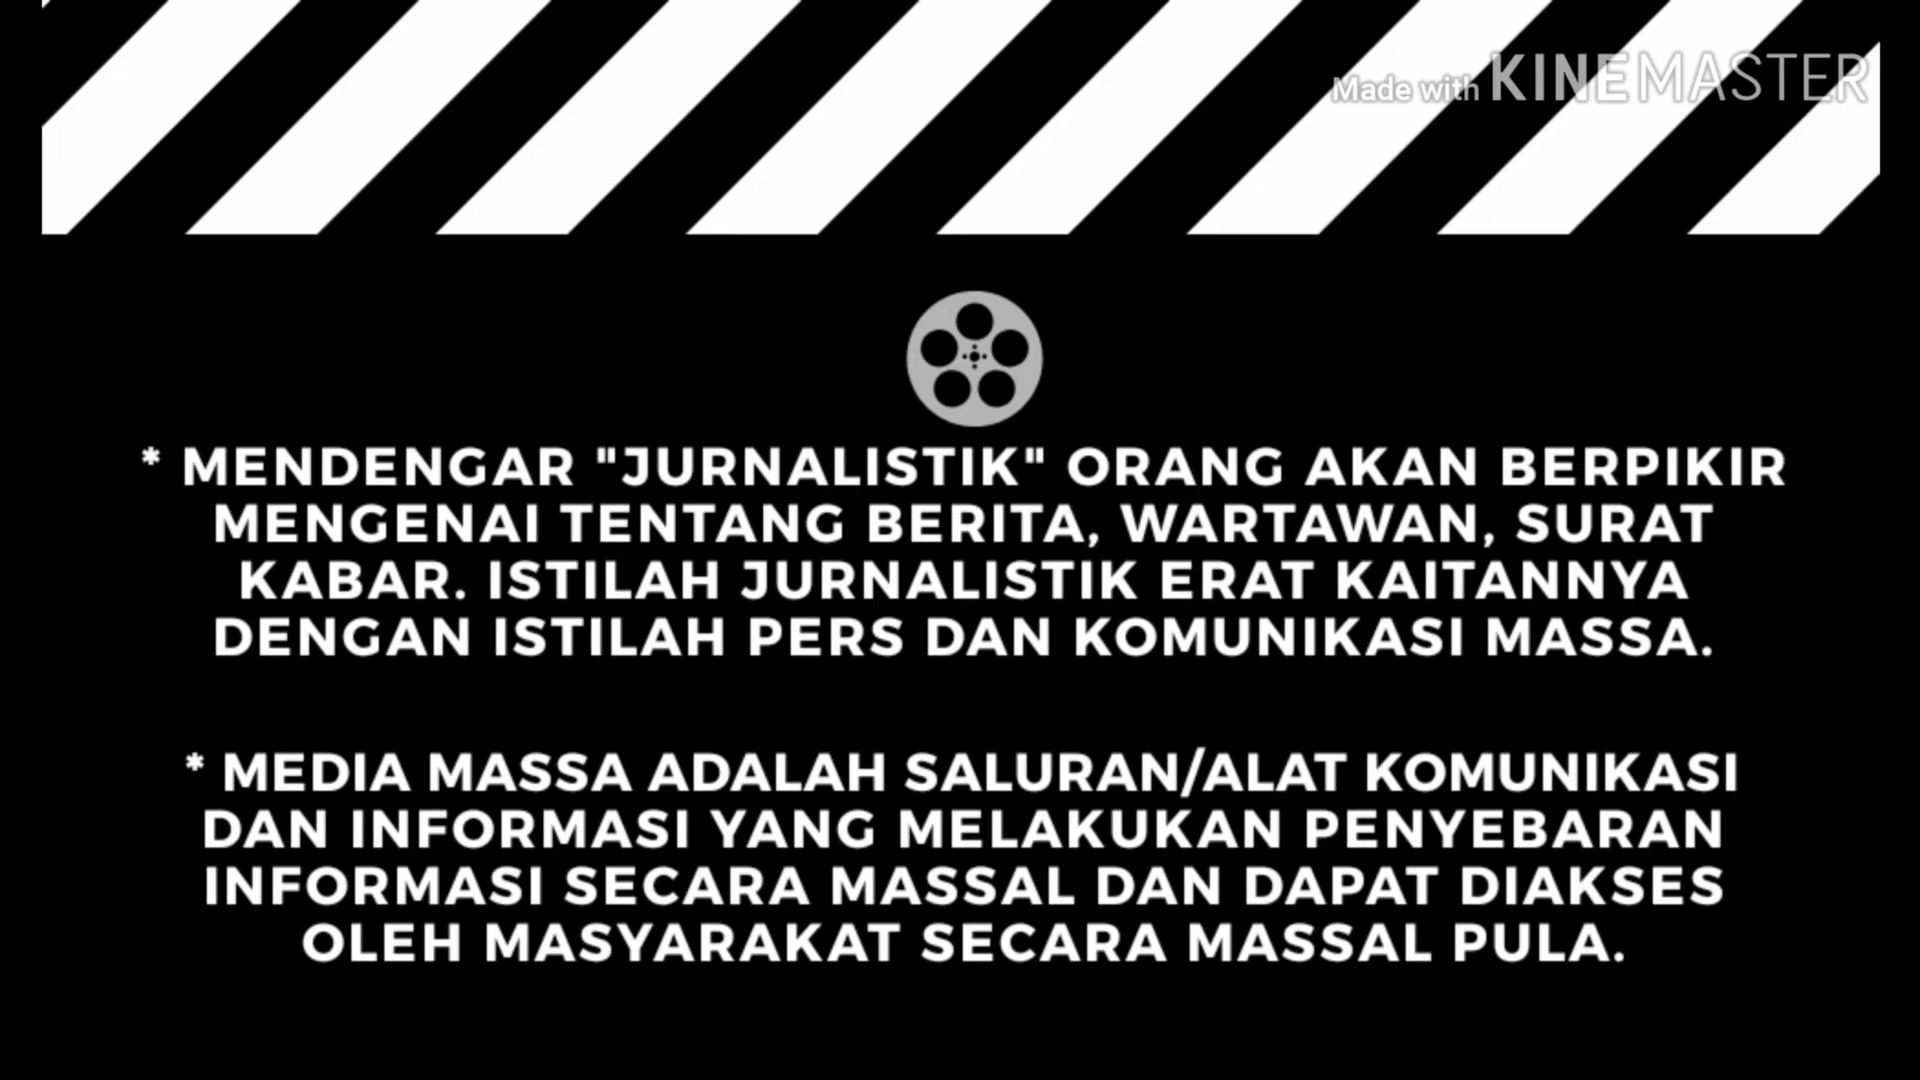 Made with KINEMASTER
* MENDENGAR "JURNALISTIK" ORANG AKAN BERPIKIR
MENGENAI TENTANG BERITA, WARTAWAN, SURAT
KABAR. ISTILAH JURNALISTIK ERAT KAITANNYA
DENGAN ISTILAH PERS DAN KOMUNIKASI MASSA.
* MEDIA MASSA ADALAH SALURAN/ALAT KOMUNIKASI
DAN INFORMASI YANG MELAKUKAN PENYEBARAN
INFORMASI SECARA MASSAL DAN DAPAT DIAKSES
OLEH MASYARAKAT SECARA MASSAL PULA.